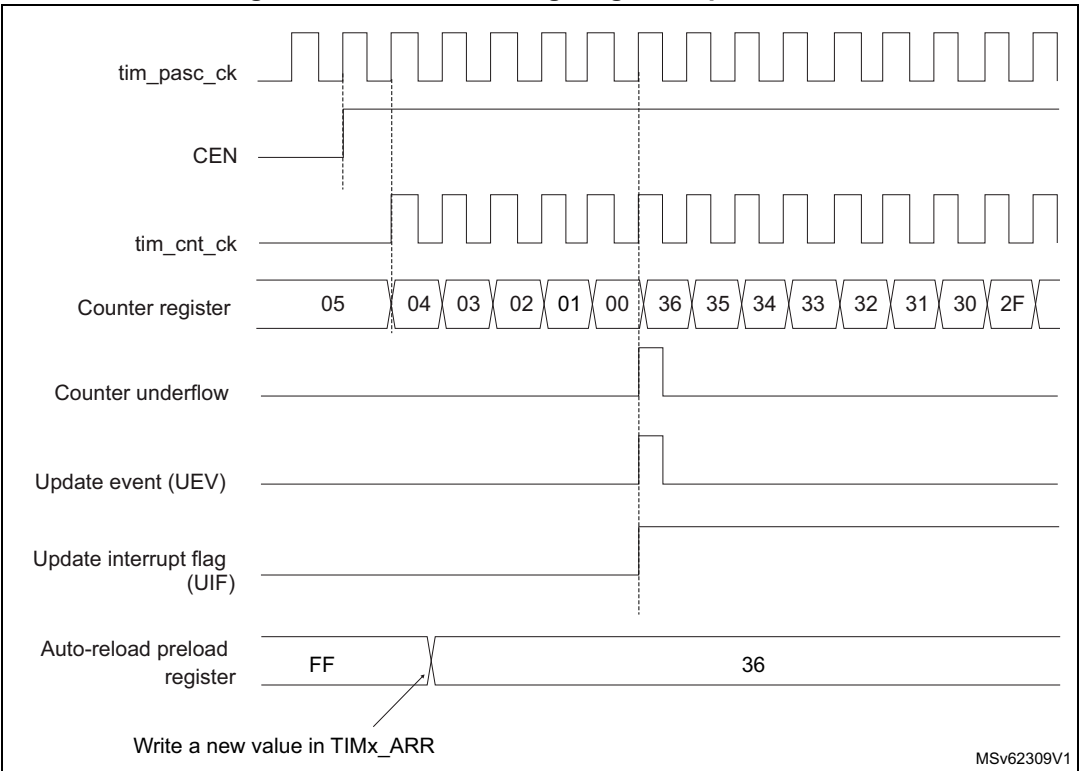 tim_pasc_ck
CEN
tim_cnt_ck
Counter register 05 04 03 02 01 00 36 35 34 33 32 31 30 2F
Counter underflow
Update event (UEV)
Update interrupt flag
(UIF)
Auto-reload preload
register
FF 36
Write a new value in TIMx_ARR
MSv62309V1